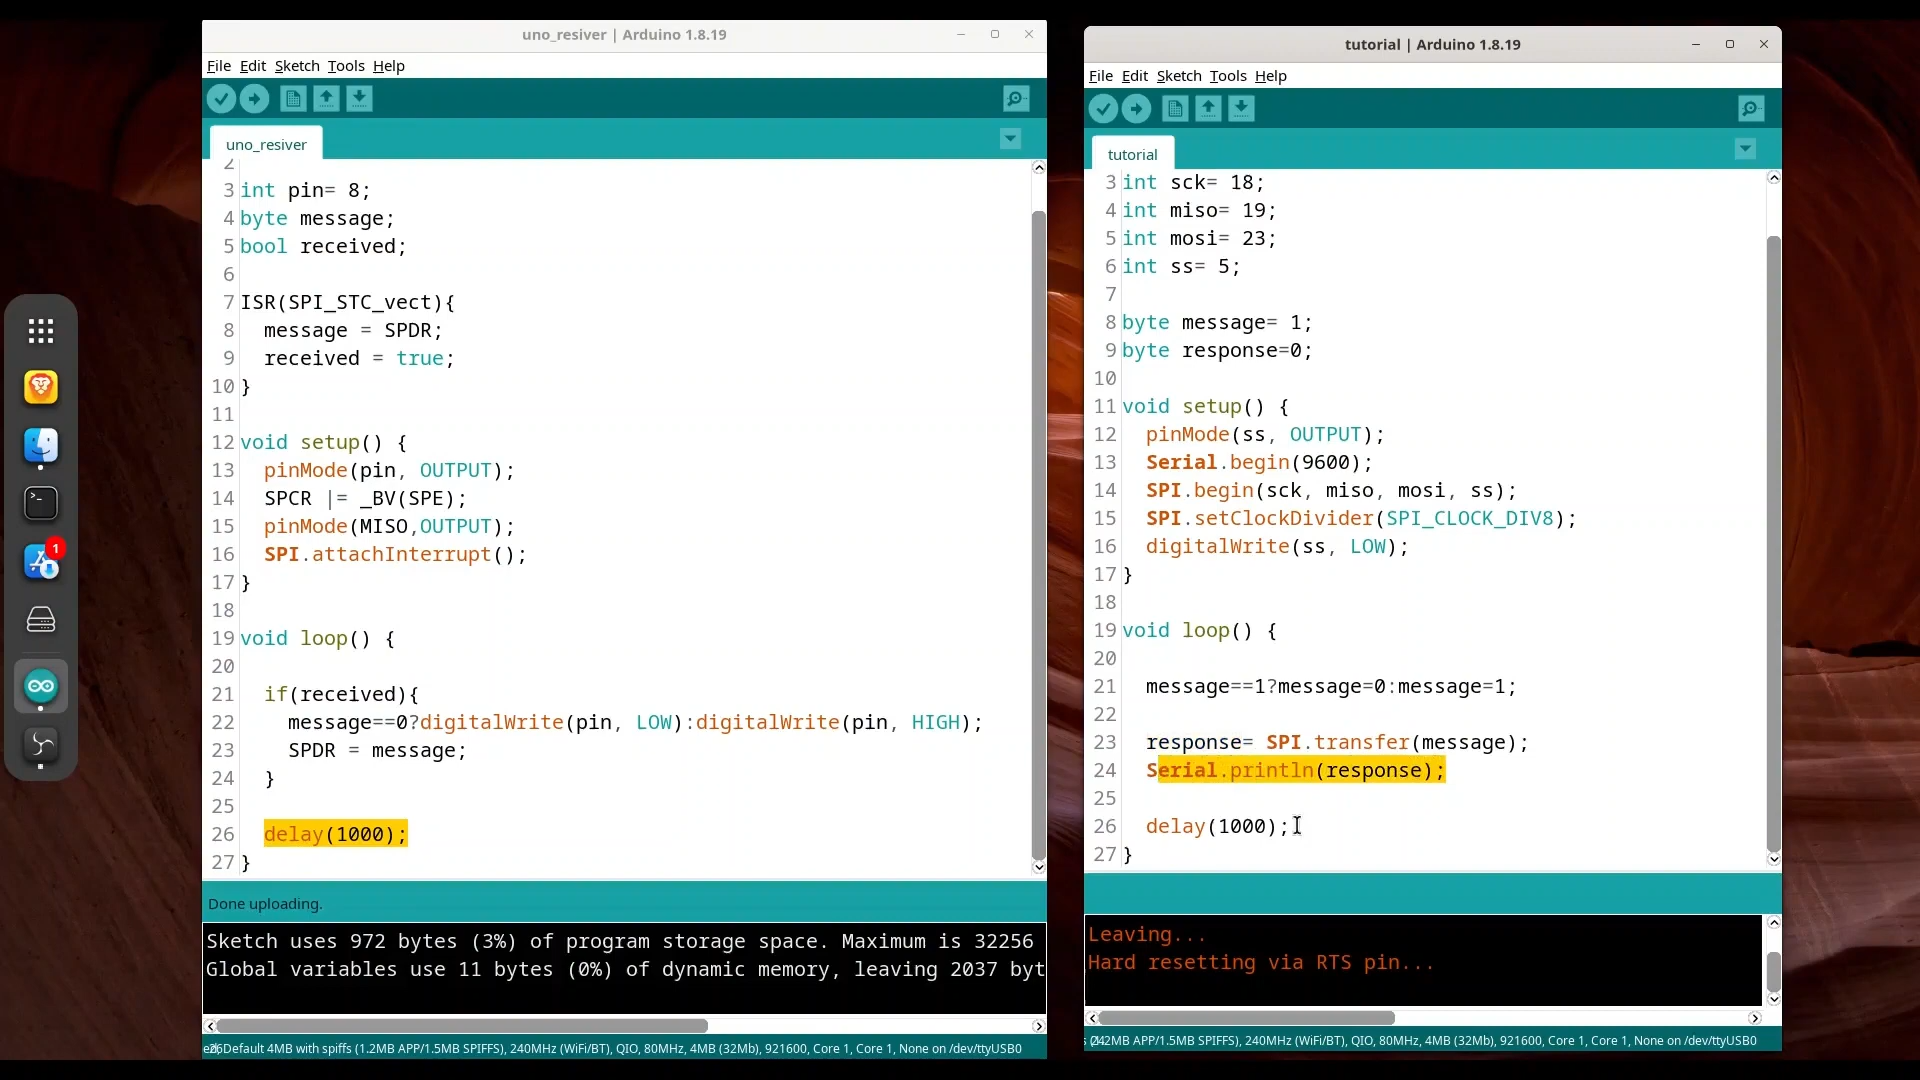 uno_resiver | Arduino 1.8.19
File Edit Sketch Tools Help
uno_resiver
2
3 int pin= 8;
4 byte message;
5 bool received;
6
7 ISR(SPI_STC_vect){
8   message = SPDR;
9   received = true;
10 }
11
12 void setup() {
13   pinMode(pin, OUTPUT);
14   SPCR |= _BV(SPE);
15   pinMode(MISO,OUTPUT);
16   SPI.attachInterrupt();
17 }
18
19 void loop() {
20
21   if(received){
22     message==0?digitalWrite(pin, LOW):digitalWrite(pin, HIGH);
23     SPDR = message;
24   }
25
26   delay(1000);
27 }
Done uploading.
Sketch uses 972 bytes (3%) of program storage space. Maximum is 32256
Global variables use 11 bytes (0%) of dynamic memory, leaving 2037 byt
Default 4MB with spiffs (1.2MB APP/1.5MB SPIFFS), 240MHz (WiFi/BT), QIO, 80MHz, 4MB (32Mb), 921600, Core 1, Core 1, None on /dev/ttyUSB0
tutorial | Arduino 1.8.19
File Edit Sketch Tools Help
tutorial
3 int sck= 18;
4 int miso= 19;
5 int mosi= 23;
6 int ss= 5;
7
8 byte message= 1;
9 byte response=0;
10
11 void setup() {
12   pinMode(ss, OUTPUT);
13   Serial.begin(9600);
14   SPI.begin(sck, miso, mosi, ss);
15   SPI.setClockDivider(SPI_CLOCK_DIV8);
16   digitalWrite(ss, LOW);
17 }
18
19 void loop() {
20
21   message==1?message=0:message=1;
22
23   response= SPI.transfer(message);
24   Serial.println(response);
25
26   delay(1000);
27 }
Leaving...
Hard resetting via RTS pin...
APP/1.5MB SPIFFS), 240MHz (WiFi/BT), QIO, 80MHz, 4MB (32Mb), 921600, Core 1, Core 1, None on /dev/ttyUSB0
1